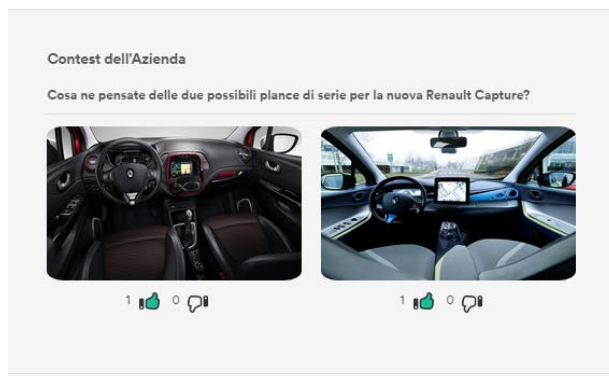 Contest dell'Azienda
Cosa ne pensate delle due possibili plance di serie per la nuova Renault Capture?
1 0 1 0